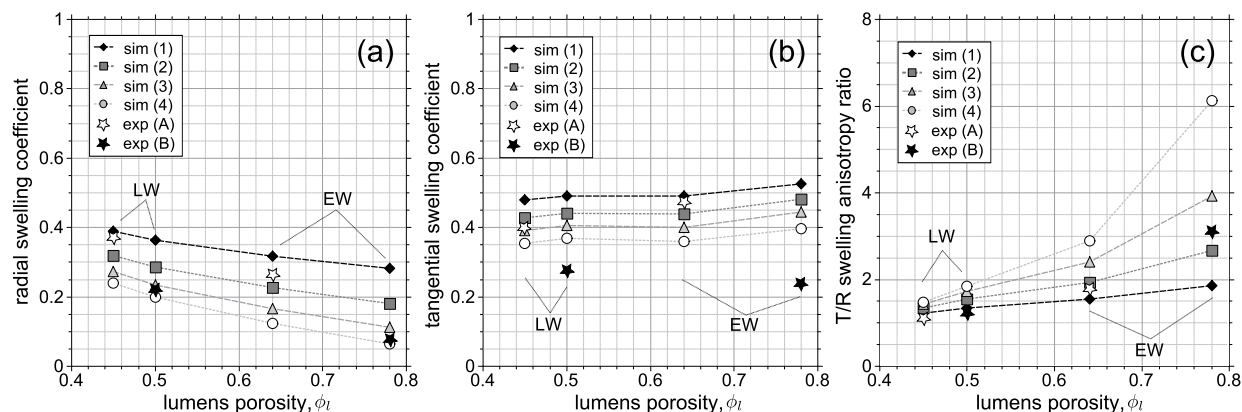 (a)
sim (1)
sim (2)
sim (3)
sim (4)
exp (A)
exp (B)
LW
EW
radial swelling coefficient
1
0.8
0.6
0.4
0.2
0
0.4
0.5
0.6
0.7
0.8
lumens porosity, ϕl
(b)
sim (1)
sim (2)
sim (3)
sim (4)
exp (A)
exp (B)
LW
EW
tangential swelling coefficient
1
0.8
0.6
0.4
0.2
0
0.4
0.5
0.6
0.7
0.8
lumens porosity, ϕl
(c)
sim (1)
sim (2)
sim (3)
sim (4)
exp (A)
exp (B)
LW
EW
T/R swelling anisotropy ratio
8
6
4
2
0
0.4
0.5
0.6
0.7
0.8
lumens porosity, ϕl